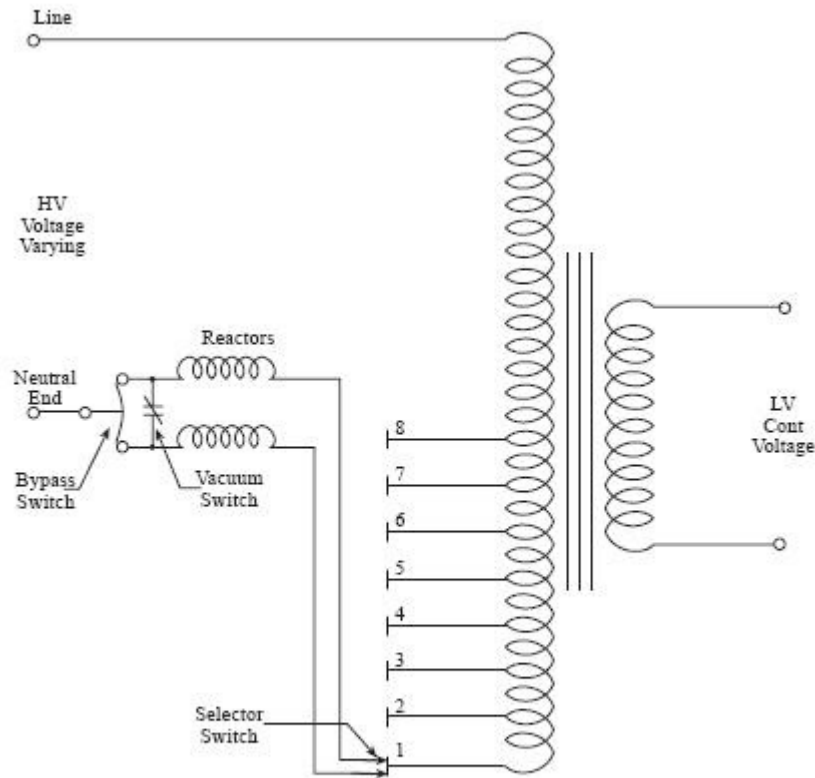 Line
HV
Voltage
Varying
Reactors
Neutral
End
LV
Cont
Voltage
Bypass
Switch
Vacuum
Switch
8
7
6
5
4
3
2
1
Selector
Switch